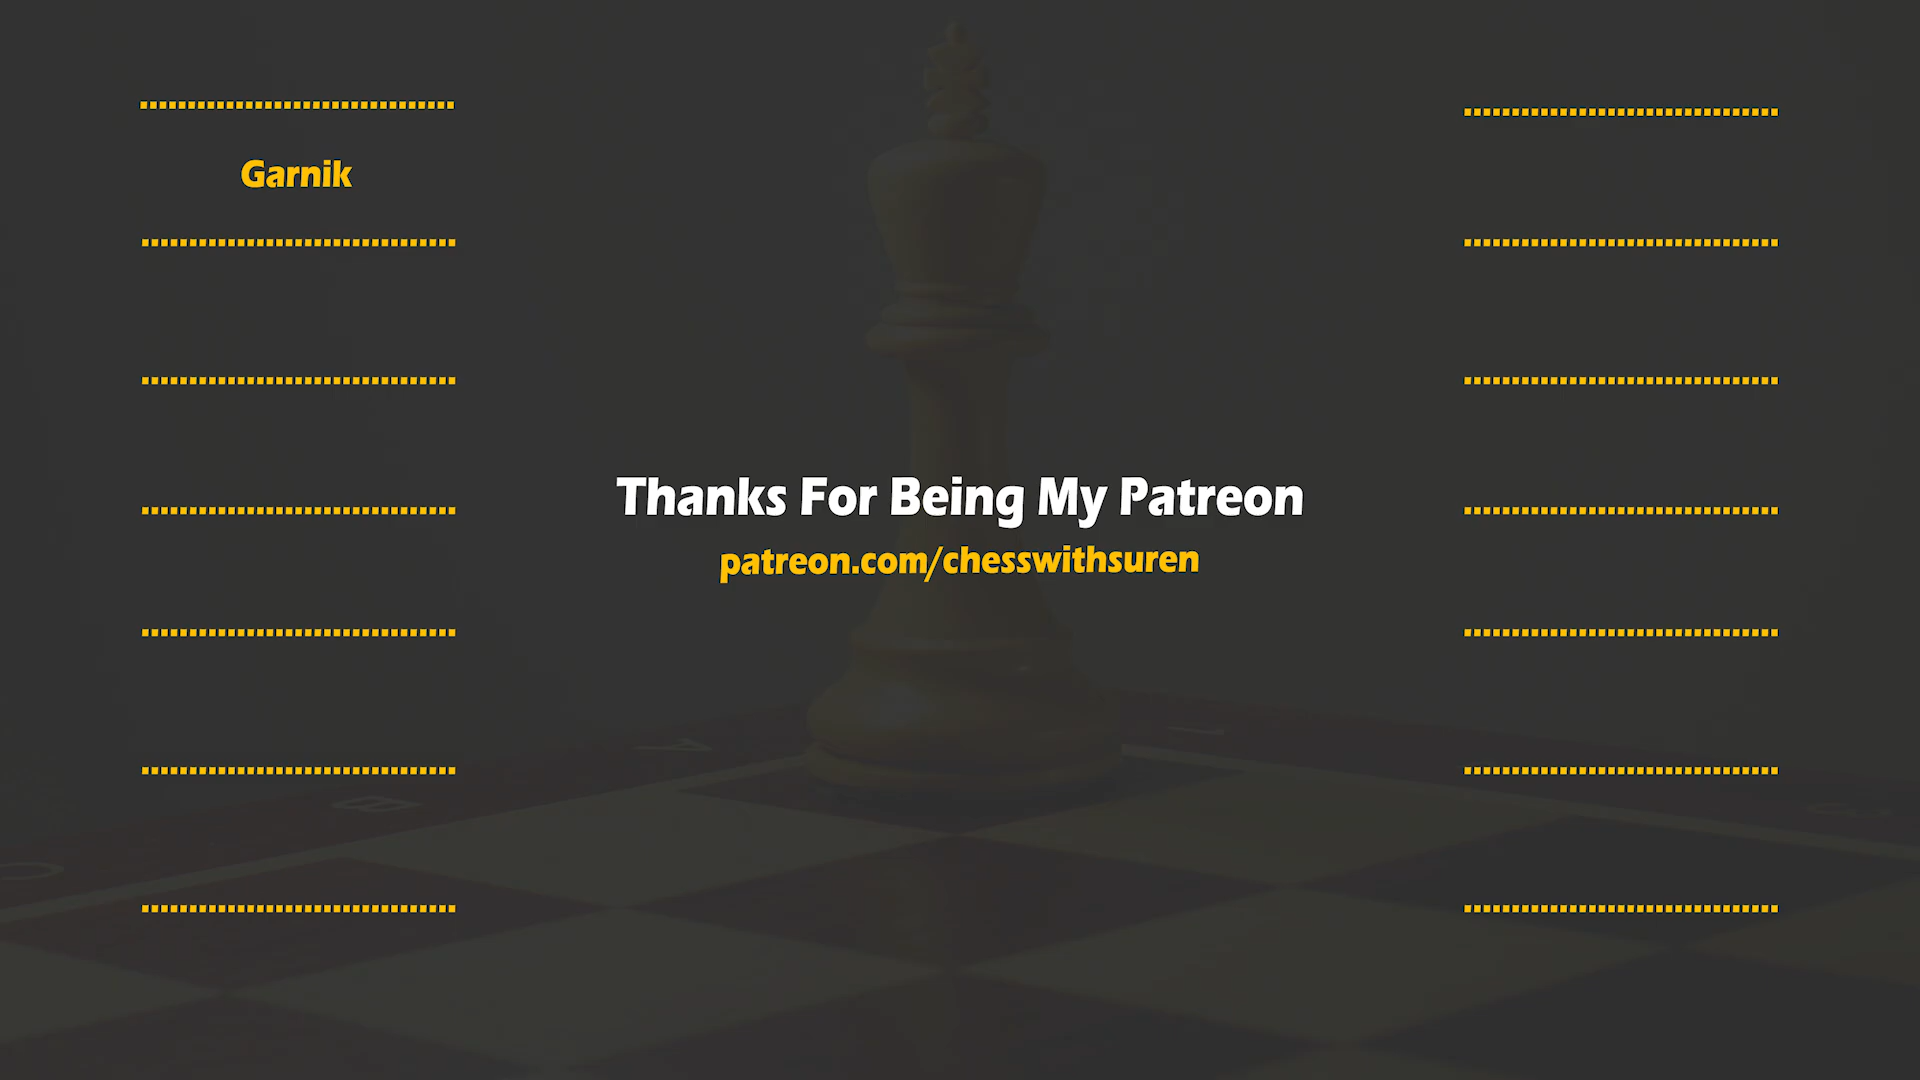 Garnik
Thanks For Being My Patreon
patreon.com/chesswithsuren
A
B
C